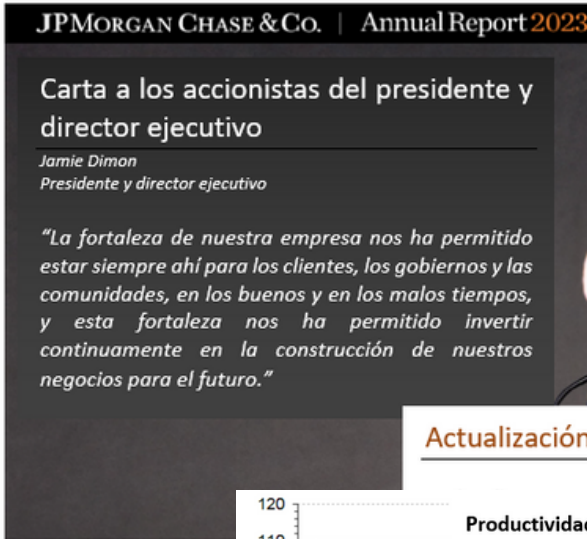 JPMORGAN CHASE & CO. | Annual Report 2023
Carta a los accionistas del presidente y
director ejecutivo
Jamie Dimon
Presidente y director ejecutivo
“La fortaleza de nuestra empresa nos ha permitido
estar siempre ahí para los clientes, los gobiernos y las
comunidades, en los buenos y en los malos tiempos,
y esta fortaleza nos ha permitido invertir
continuamente en la construcción de nuestros
negocios para el futuro.”
Actualización
120